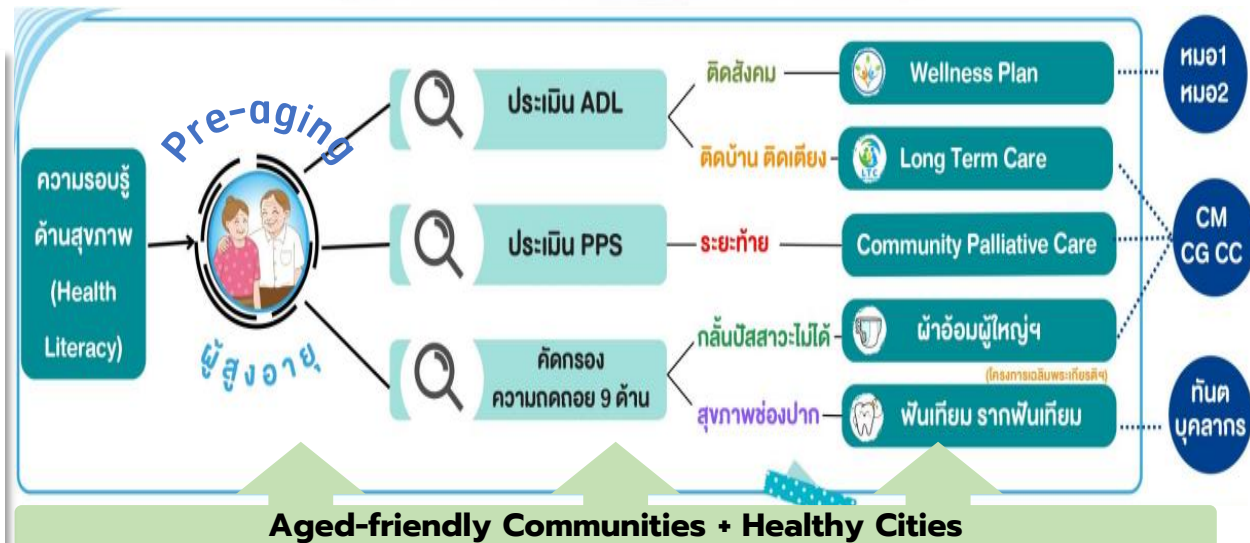 ความรอบรู้
ด้านสุขภาพ
(Health
Literacy)
Pre-aging
ผู้สูงอายุ
ประเมิน ADL
ติดสังคม
Wellness Plan
หมอ1
หมอ2
ติดบ้าน ติดเตียง
LTC
Long Term Care
ประเมิน PPS
ระยะท้าย
Community Palliative Care
CM
CG CC
คัดกรอง
ความถดถอย 9 ด้าน
กลั้นปัสสาวะไม่ได้
ผ้าอ้อมผู้ใหญ่ฯ
(โครงการเฉลิมพระเกียรติฯ)
สุขภาพช่องปาก
ฟันเทียม รากฟันเทียม
ทันต
บุคลากร
Aged-friendly Communities + Healthy Cities